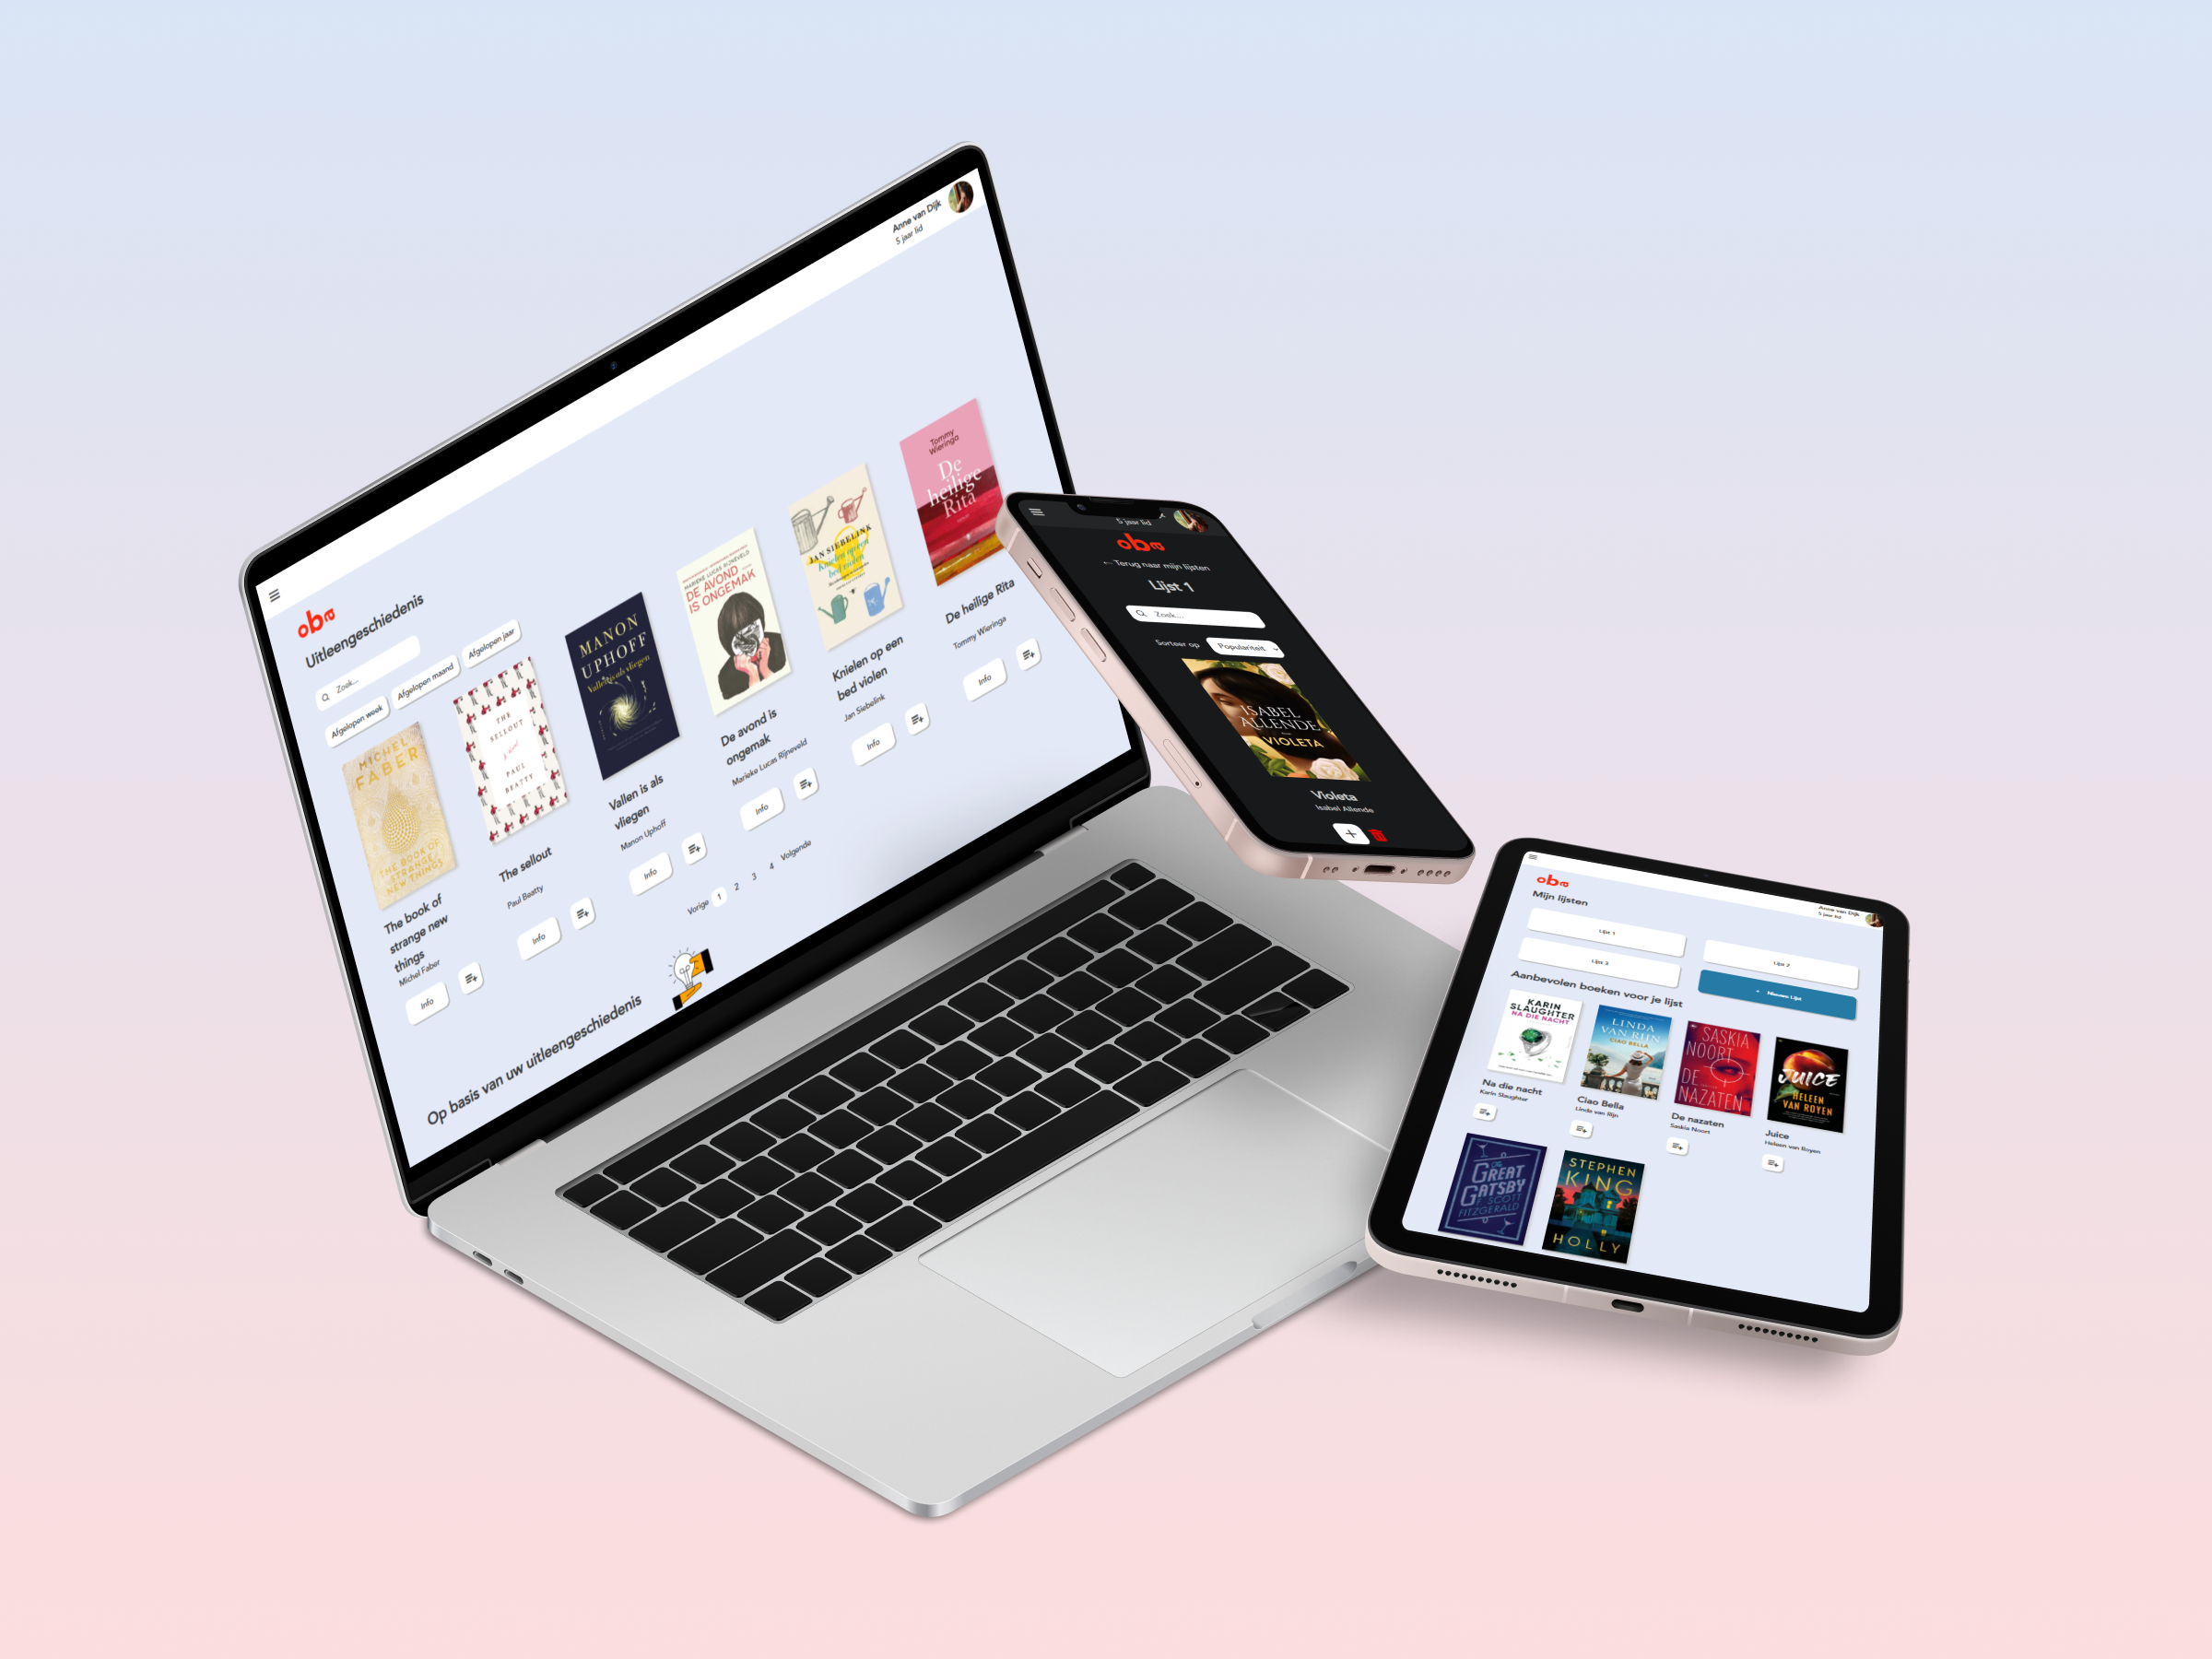 Anne van Dijk
5 jaar lid
oba
Uitleengeschiedenis
Zoek...
Afgelopen week
Afgelopen maand
Afgelopen jaar
MICHEL
FABER
THE BOOK OF
STRANGE
NEW THINGS
The book of
strange new
things
Michel Faber
Info
THE
SELLOUT
PAUL
BEATTY
The sellout
Paul Beatty
Info
MANON
UPHOFF
Vallen is als vliegen
Vallen is als
vliegen
Manon Uphoff
Info
MARIEKE LUCAS RIJNEVELD
DE AVOND
IS ONGEMAK
De avond is
ongemak
Marieke Lucas Rijneveld
Info
JAN SIEBELINK
Knielen op een
bed violen
Knielen op een
bed violen
Jan Siebelink
Info
Tommy
Wieringa
De
heilige
Rita
De heilige Rita
Tommy Wieringa
Info
Vorige 1 2 3 4 Volgende
Op basis van uw uitleengeschiedenis
5 jaar lid
oba
← Terug naar mijn lijsten
Lijst 1
Zoek...
Sorteer op Populariteit
ISABEL
ALLENDE
VIOLETA
Violeta
Isabel Allende
Anne van Dijk
5 jaar lid
oba
Mijn lijsten
Lijst 1
Lijst 2
Lijst 3
+ Nieuwe Lijst
Aanbevolen boeken voor je lijst
KARIN
SLAUGHTER
NA DIE NACHT
Na die nacht
Karin Slaughter
LINDA
VAN RIJN
CIAO BELLA
Ciao Bella
Linda van Rijn
SASKIA
NOORT
DE
NAZATEN
De nazaten
Saskia Noort
JUICE
HELEEN
VAN ROYEN
Juice
Heleen van Royen
THE
GREAT
GATSBY
F. SCOTT
FITZGERALD
STEPHEN
KING
HOLLY